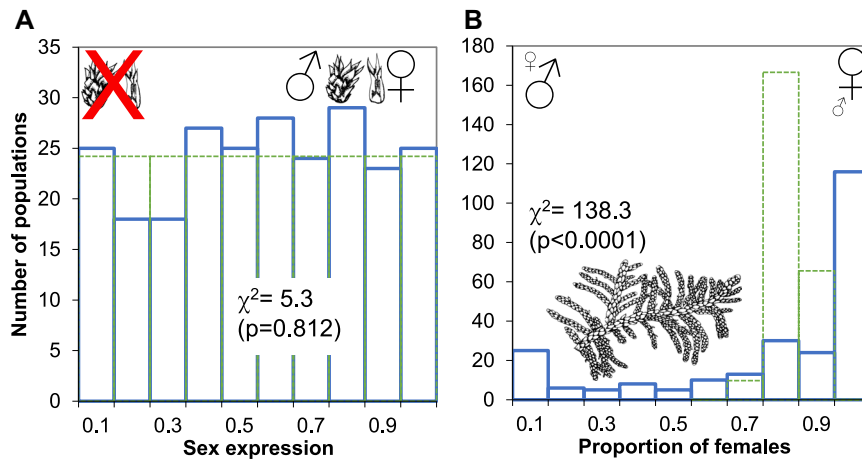 A
Number of populations
35
30
25
20
15
10
5
0
♂ ♀
χ²= 5.3
(p=0.812)
0.1 0.3 0.5 0.7 0.9
Sex expression
B
180
160
140
120
100
80
60
40
20
0
♀
♂
♀
♂
χ²= 138.3
(p<0.0001)
0.1 0.3 0.5 0.7 0.9
Proportion of females